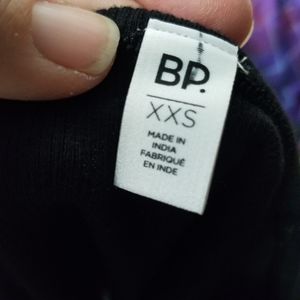 BP.
XXS
MADE IN
INDIA
FABRIQUÉ
EN INDE